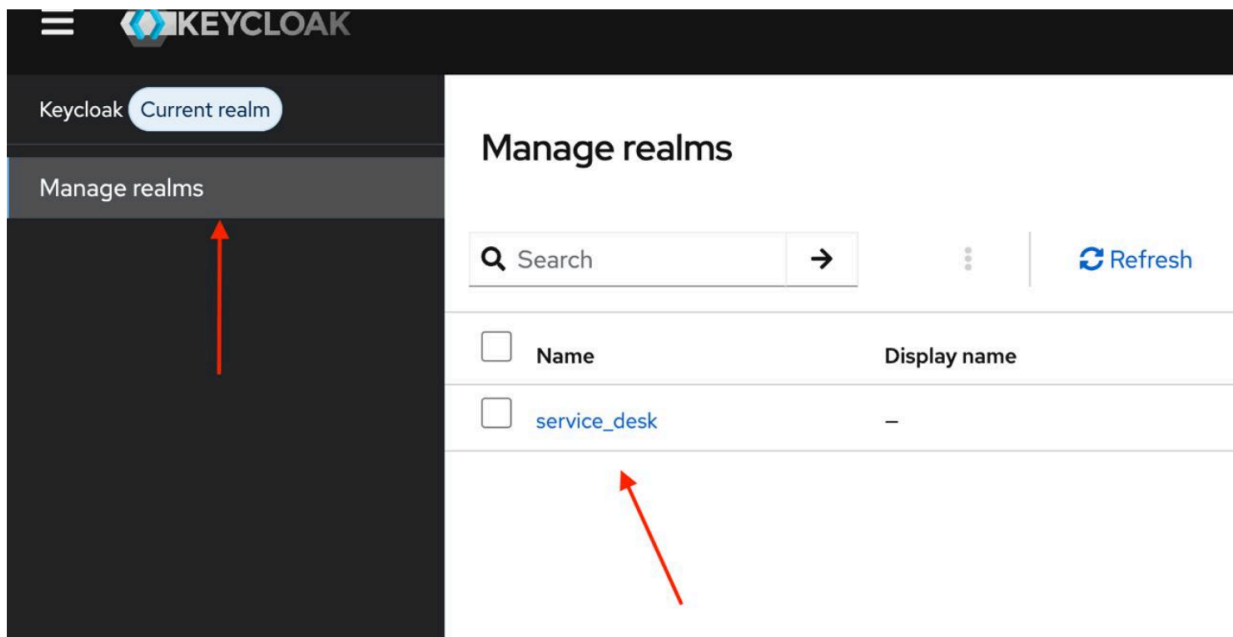 KEYCLOAK
Keycloak Current realm
Manage realms
Manage realms
Search
Refresh
Name Display name
service_desk –